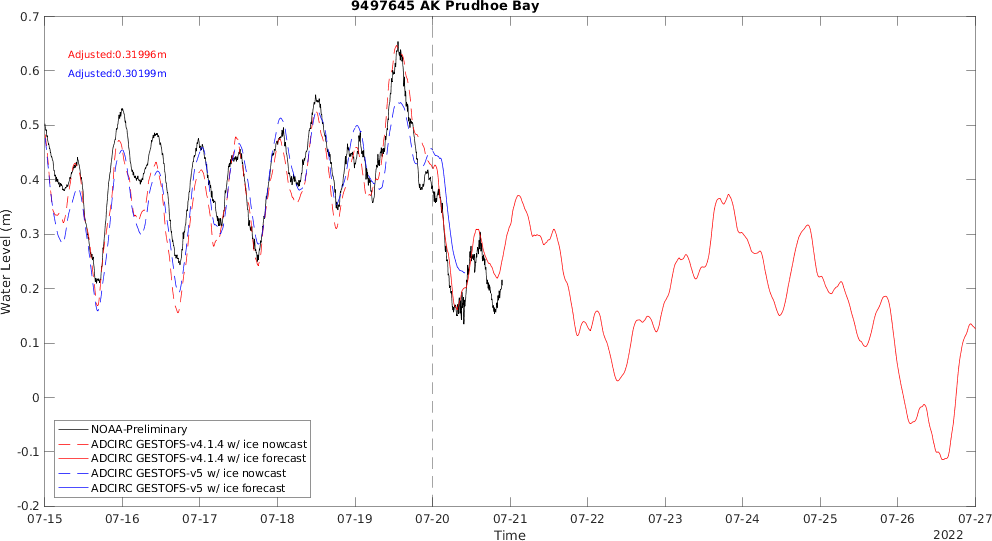 9497645 AK Prudhoe Bay
0.7
0.6
0.5
0.4
0.3
0.2
0.1
0
-0.1
-0.2
Water Level (m)
Adjusted:0.31996m
Adjusted:0.30199m
NOAA-Preliminary
ADCIRC GESTOFS-v4.1.4 w/ ice nowcast
ADCIRC GESTOFS-v4.1.4 w/ ice forecast
ADCIRC GESTOFS-v5 w/ ice nowcast
ADCIRC GESTOFS-v5 w/ ice forecast
07-15 07-16 07-17 07-18 07-19 07-20 07-21 07-22 07-23 07-24 07-25 07-26 07-27
Time
2022